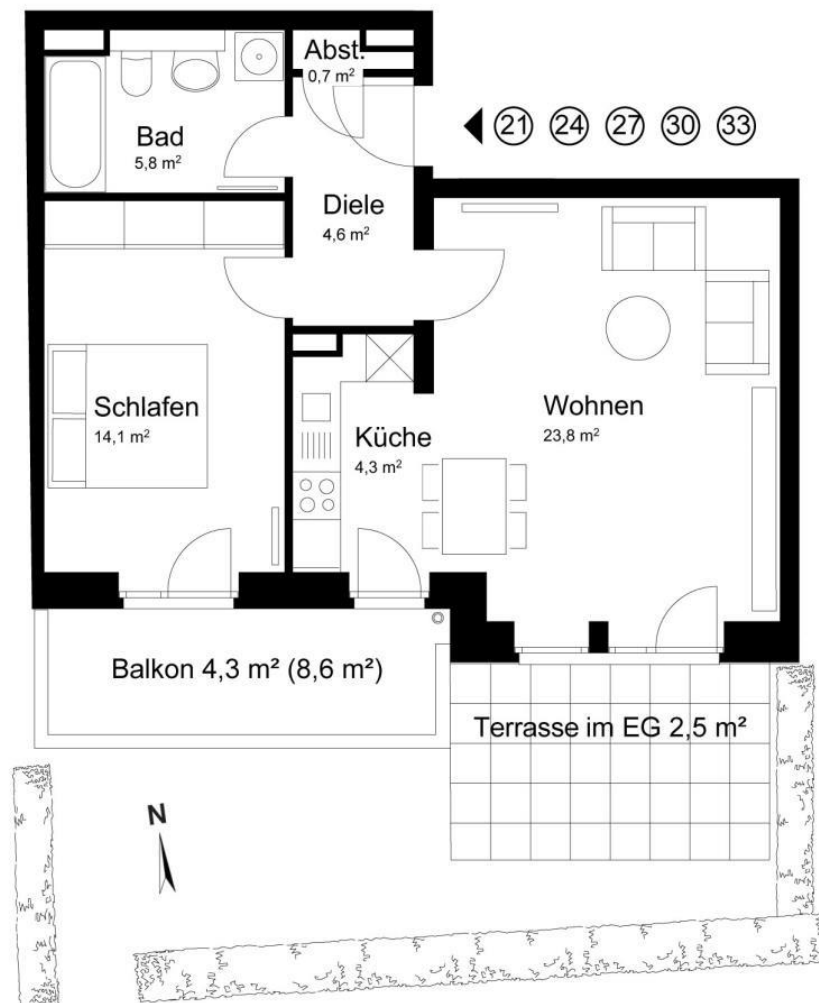 Abst.
0,7 m²
21 24 27 30 33
Bad
5,8 m²
Diele
4,6 m²
Schlafen
14,1 m²
Wohnen
23,8 m²
Küche
4,3 m²
Balkon 4,3 m² (8,6 m²)
Terrasse im EG 2,5 m²
N